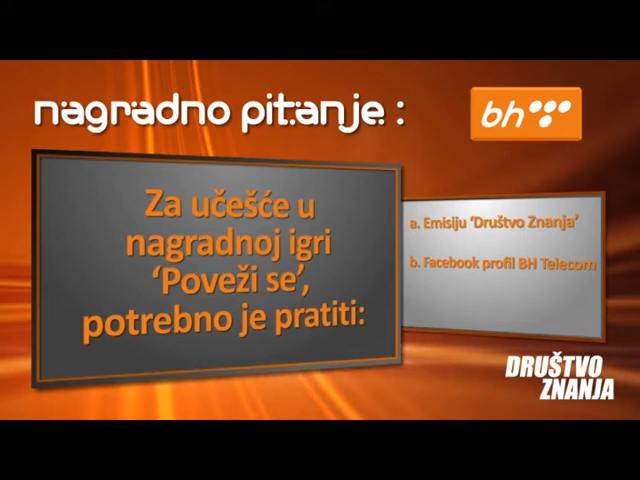 nagradno pitanje :
bh
Za učešće u
nagradnoj igri
‘Poveži se’,
potrebno je pratiti:
a. Emisiju ‘Društvo Znanja’
b. Facebook profil BH Telecom
DRUŠTVO
ZNANJA